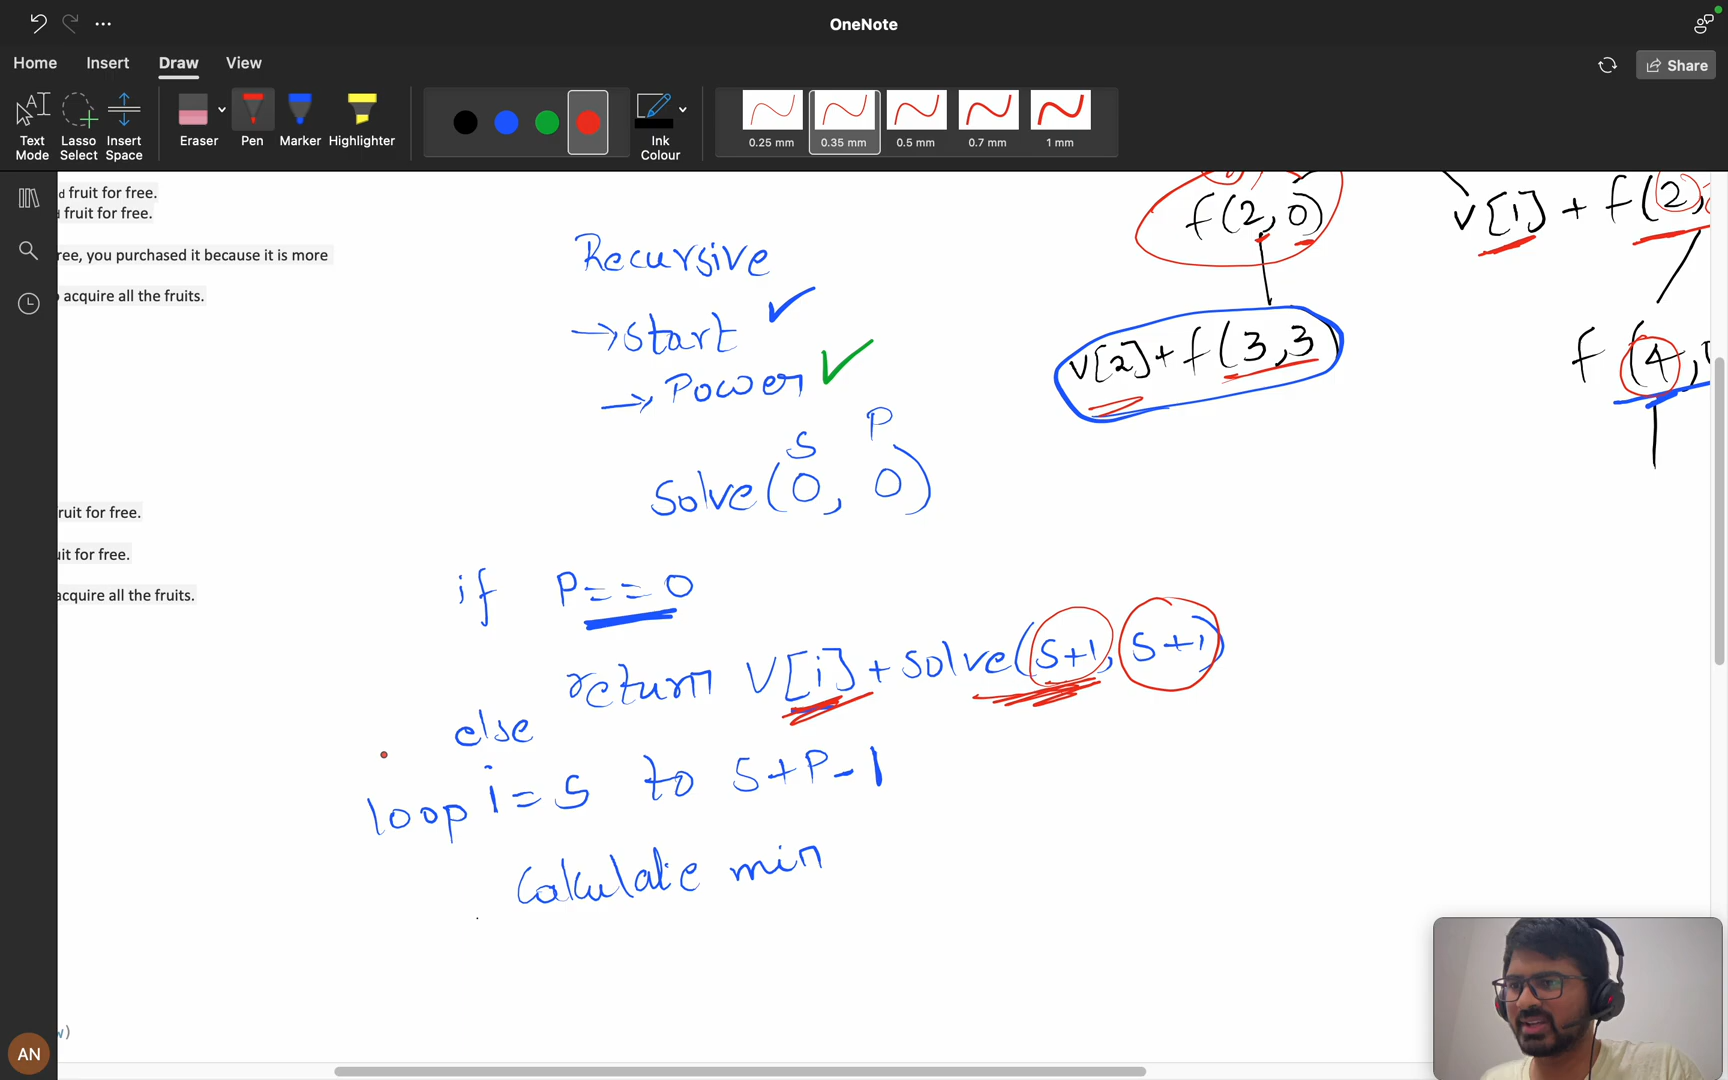 OneNote
Home Insert Draw View
Share
Text Mode
Lasso Select
Insert Space
Eraser
Pen
Marker
Highlighter
Ink Colour
0.25 mm 0.35 mm 0.5 mm 0.7 mm 1 mm
fruit for free.
fruit for free.
ree, you purchased it because it is more
acquire all the fruits.
ruit for free.
uit for free.
acquire all the fruits.
Recursive
→ start
→ Power
S P
Solve(0, 0)
if P==0
return V[i]+solve(S+1, S+1)
else
loop i=S to S+P-1
Calculate min
f(2,0)
V[2]+f(3,3)
V[1]+f(2,
f(4,
AN